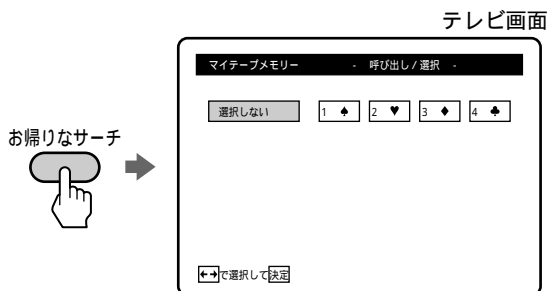 テレビ画面
マイテープメモリー - 呼び出し / 選択 -
選択しない 1 ♠ 2 ♥ 3 ♦ 4 ♣
お帰りなサーチ
←→で選択して決定